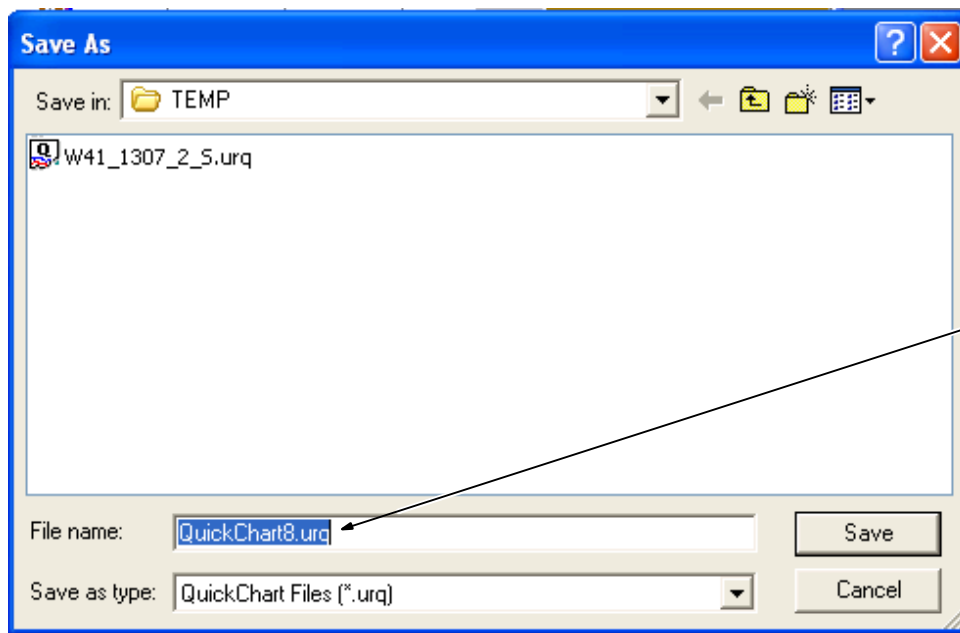 Save As
Save in: TEMP
W41_1307_2_S.urq
File name: QuickChart8.urq
Save
Save as type: QuickChart Files (*.urq)
Cancel